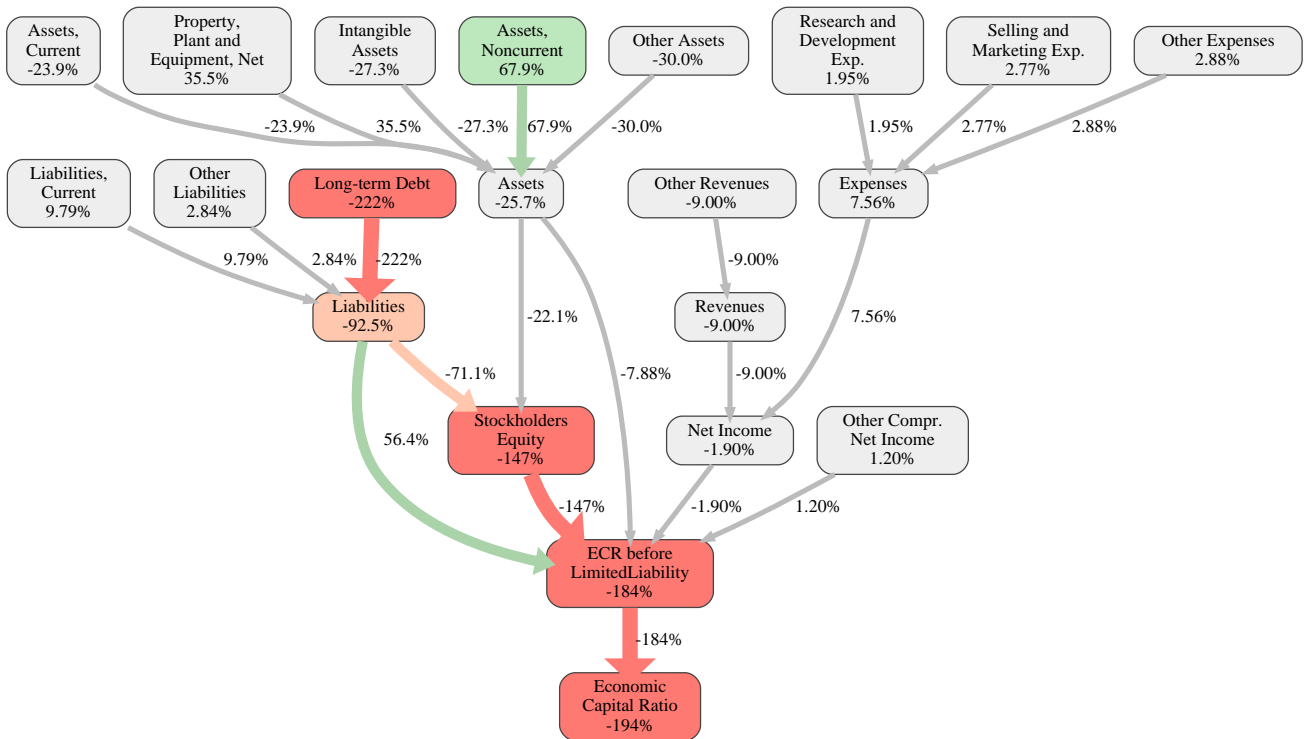 Assets,
Current
-23.9%
Property,
Plant and
Equipment, Net
35.5%
Intangible
Assets
-27.3%
Assets,
Noncurrent
67.9%
Other Assets
-30.0%
Research and
Development
Exp.
1.95%
Selling and
Marketing Exp.
2.77%
Other Expenses
2.88%
-23.9%
35.5%
-27.3%
67.9%
-30.0%
1.95%
2.77%
2.88%
Liabilities,
Current
9.79%
Other
Liabilities
2.84%
Long-term Debt
-222%
Assets
-25.7%
Other Revenues
-9.00%
Expenses
7.56%
9.79%
2.84%
-222%
-9.00%
Liabilities
-92.5%
-22.1%
Revenues
-9.00%
7.56%
-71.1%
-7.88%
-9.00%
56.4%
Stockholders
Equity
-147%
Net Income
-1.90%
Other Compr.
Net Income
1.20%
-147%
-1.90%
1.20%
ECR before
LimitedLiability
-184%
-184%
Economic
Capital Ratio
-194%